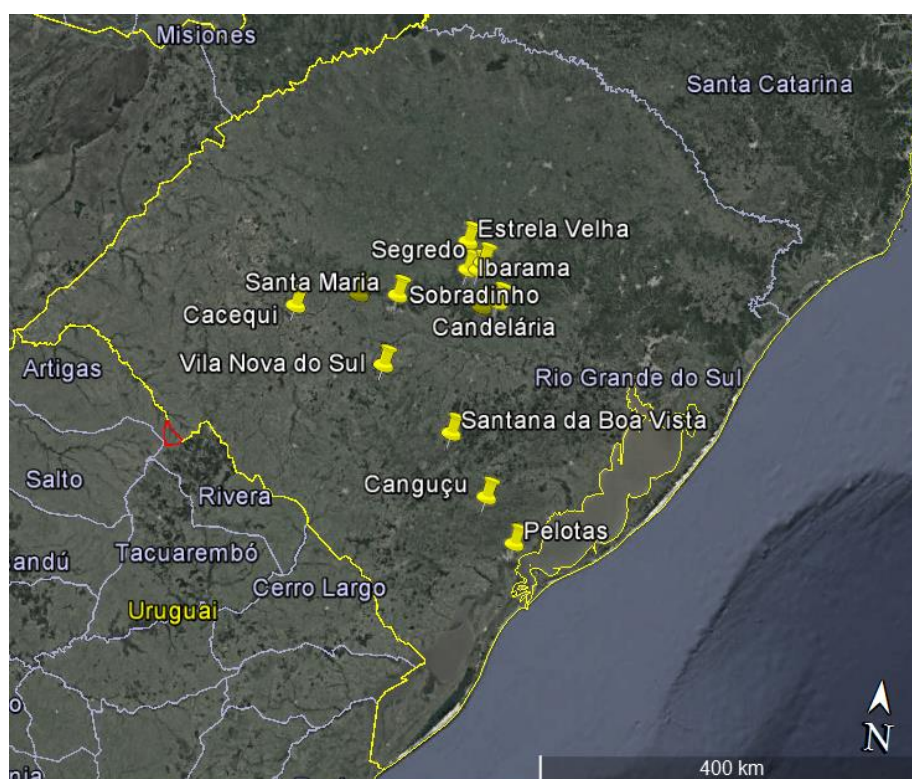 Misiones
Santa Catarina
Estrela Velha
Segredo
Ibarama
Santa Maria
Sobradinho
Cacequi
Candelária
Vila Nova do Sul
Artigas
Rio Grande do Sul
Santana da Boa Vista
Salto
Canguçu
Rivera
Pelotas
Tacuarembó
andú
Cerro Largo
Uruguai
o
N
400 km
nia